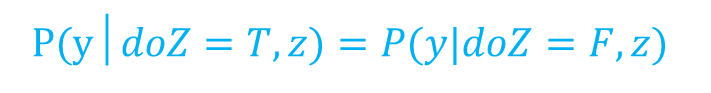 P(y|doZ = T, z) = P(y|doZ = F, z)